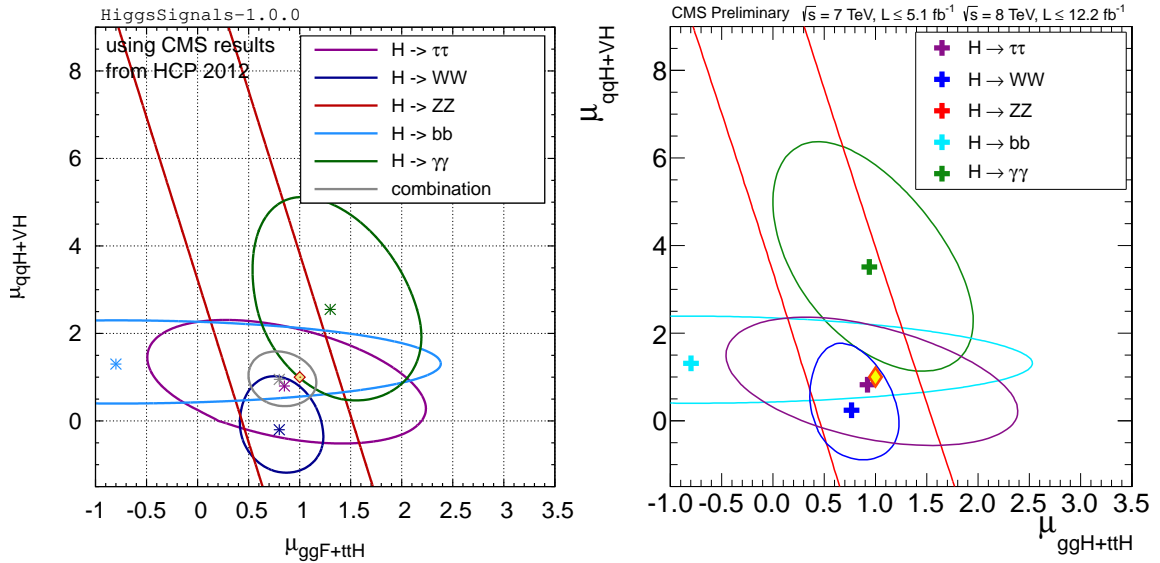 HiggsSignals-1.0.0
using CMS results
from HCP 2012
H -> ττ
H -> WW
H -> ZZ
H -> bb
H -> γγ
combination
μqqH+VH
8
6
4
2
0
-1 -0.5 0 0.5 1 1.5 2 2.5 3 3.5
μggF+ttH
CMS Preliminary √s = 7 TeV, L ≤ 5.1 fb-1 √s = 8 TeV, L ≤ 12.2 fb-1
H → ττ
H → WW
H → ZZ
H → bb
H → γγ
μqqH+VH
8
6
4
2
0
-1.0 -0.5 0.0 0.5 1.0 1.5 2.0 2.5 3.0 3.5
μggH+ttH